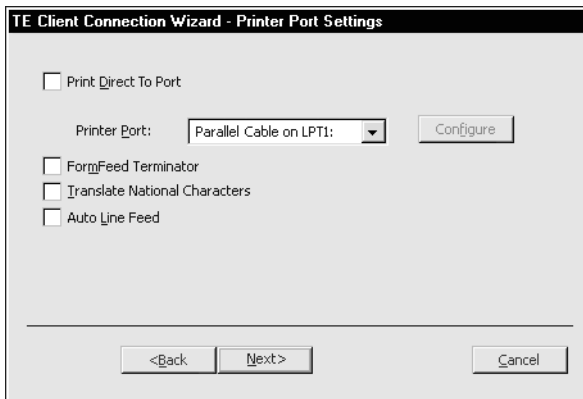 TE Client Connection Wizard - Printer Port Settings
Print Direct To Port
Printer Port: Parallel Cable on LPT1: Configure
FormFeed Terminator
Translate National Characters
Auto Line Feed
<Back Next> Cancel